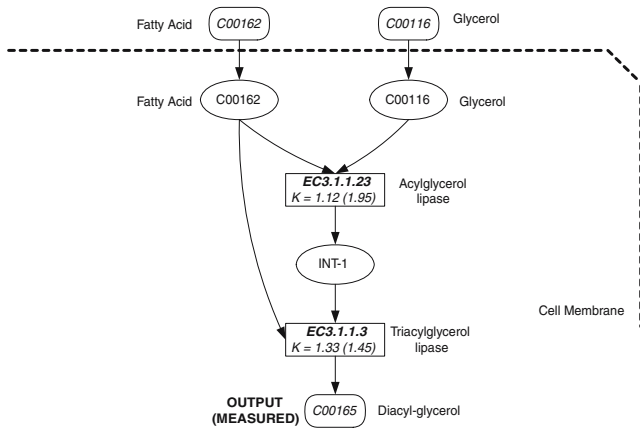 Fatty Acid
C00162
C00116
Glycerol
Fatty Acid
C00162
C00116
Glycerol
EC3.1.1.23
K = 1.12 (1.95)
Acylglycerol
lipase
INT-1
Cell Membrane
EC3.1.1.3
K = 1.33 (1.45)
Triacylglycerol
lipase
OUTPUT
(MEASURED)
C00165
Diacyl-glycerol